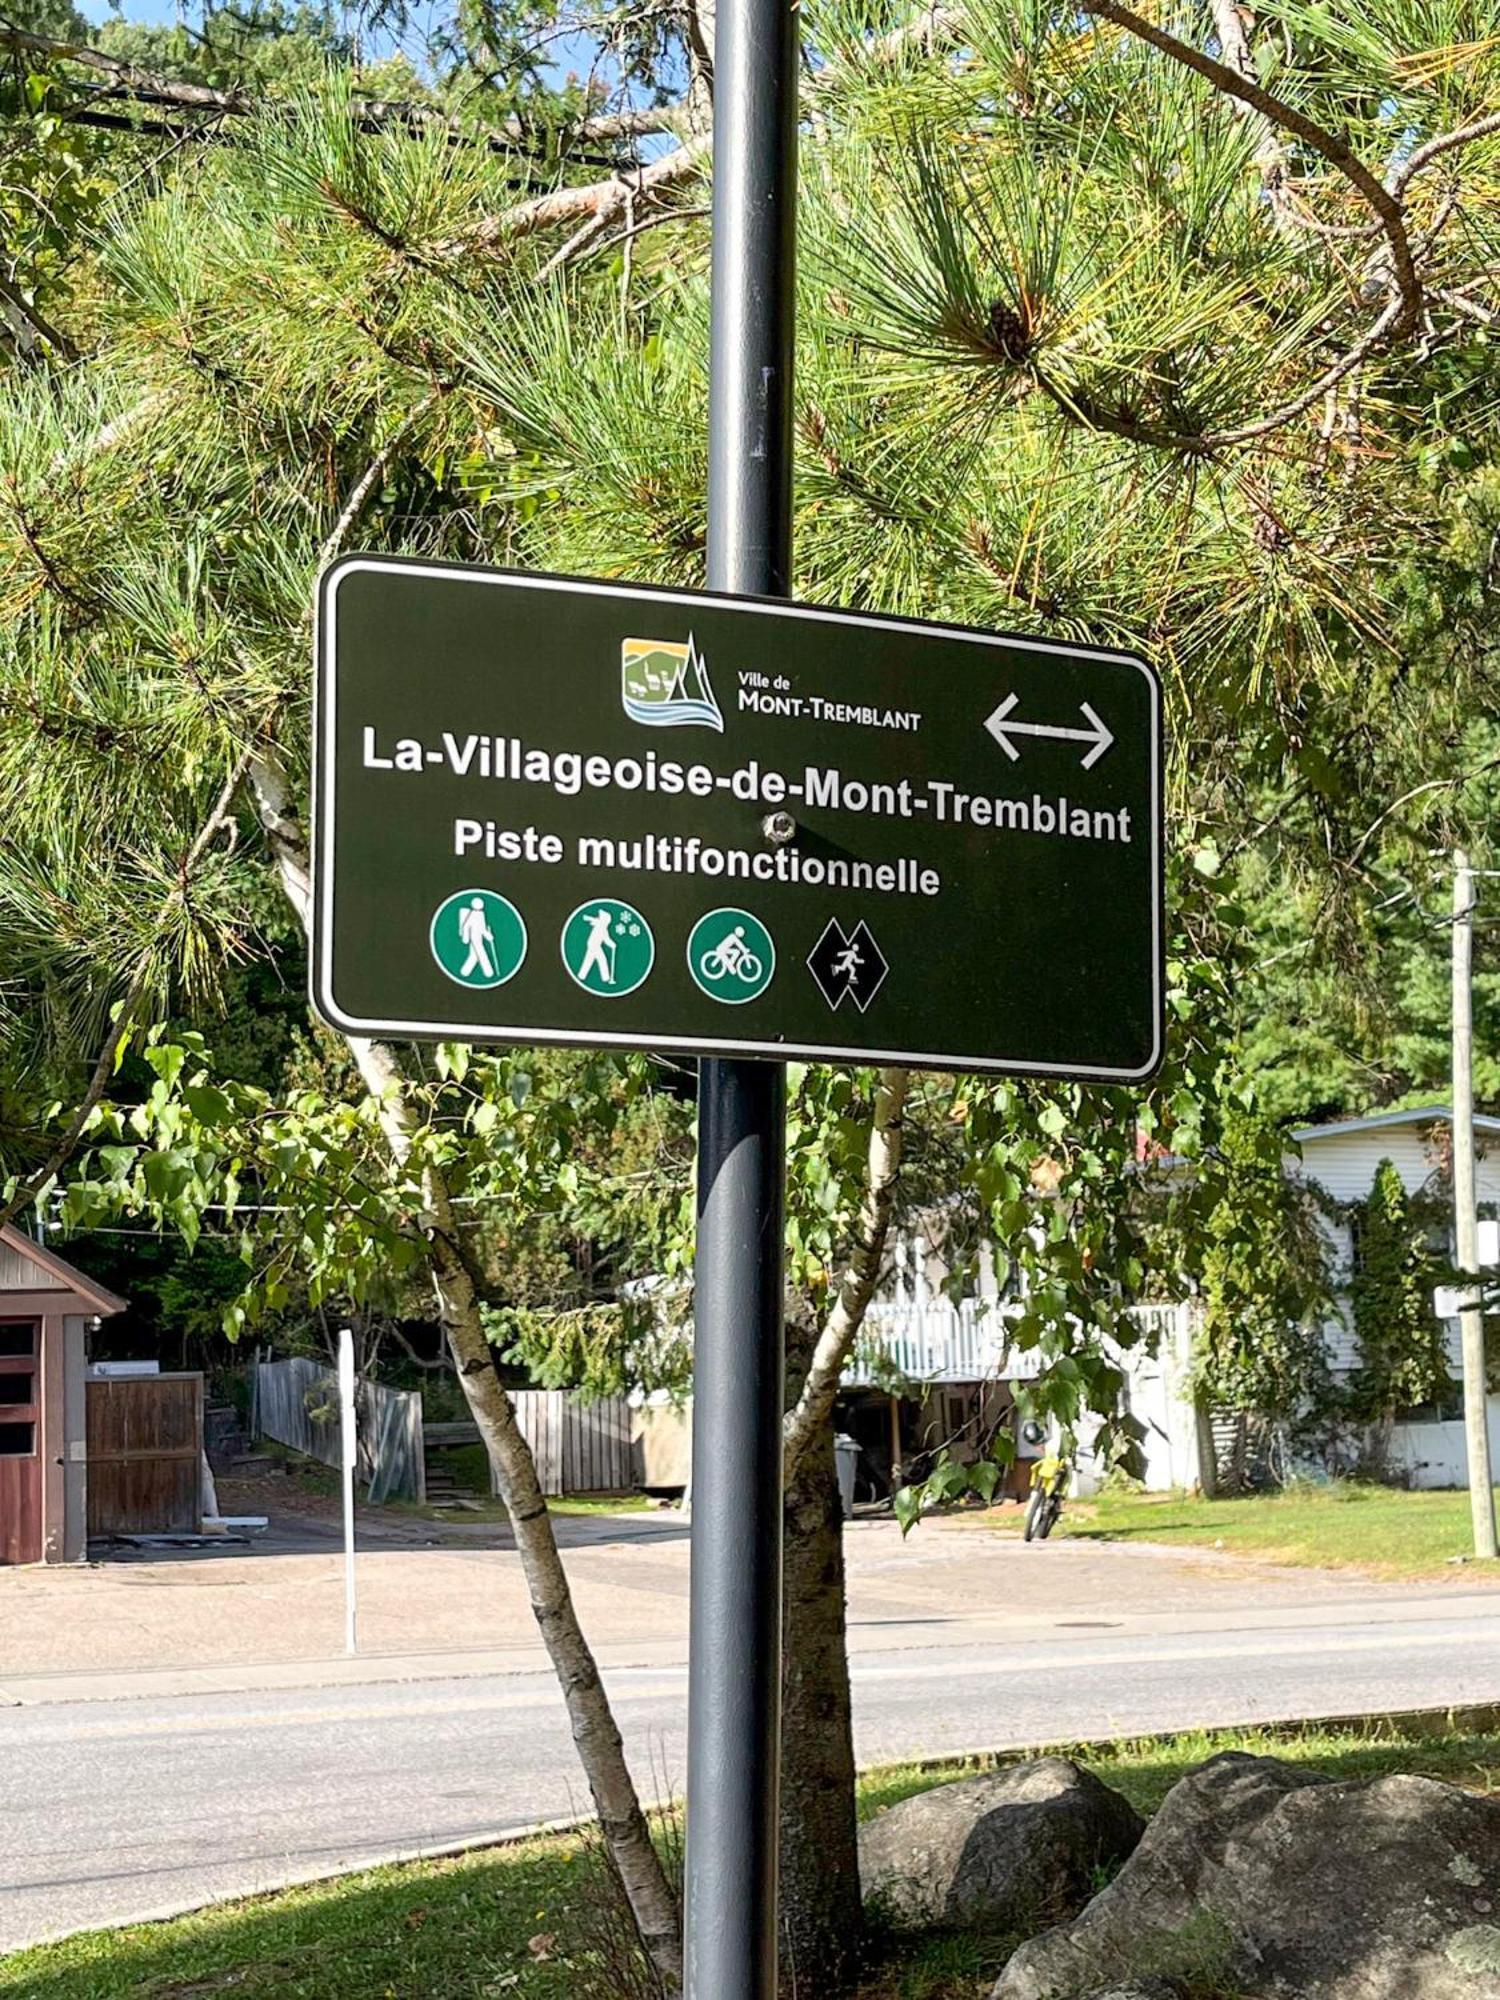 Ville de
MONT-TREMBLANT
La-Villageoise-de-Mont-Tremblant
Piste multifonctionnelle